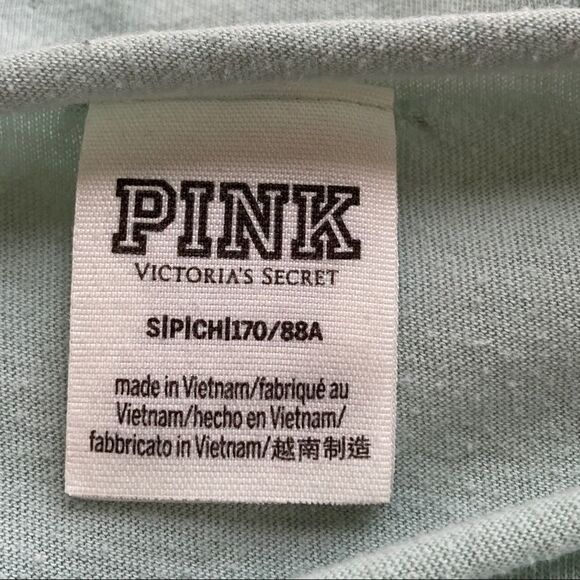 PINK
VICTORIA'S SECRET
S|P|CH|170/88A
made in Vietnam/fabriqué au
Vietnam/hecho en Vietnam/
fabbricato in Vietnam/越南制造